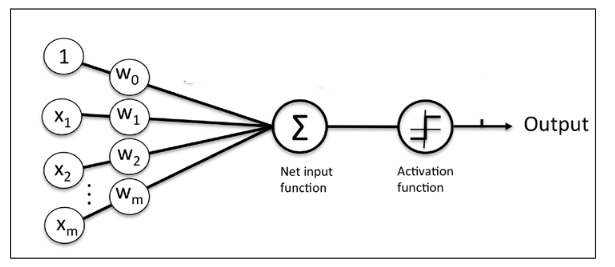 1
w₀
x₁
w₁
x₂
w₂
⋮
wₘ
xₘ
Σ
Output
Net input
function
Activation
function